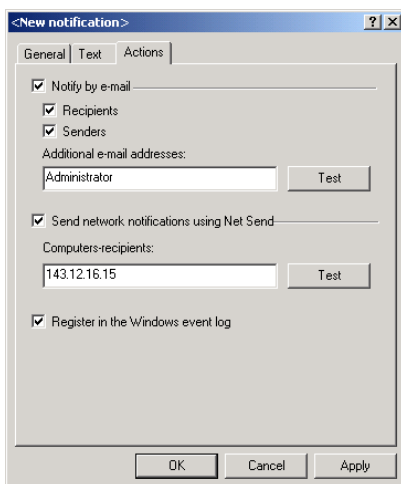 <New notification>
General Text Actions
Notify by e-mail
Recipients
Senders
Additional e-mail addresses:
Administrator Test
Send network notifications using Net Send
Computers-recipients:
143.12.16.15 Test
Register in the Windows event log
OK Cancel Apply